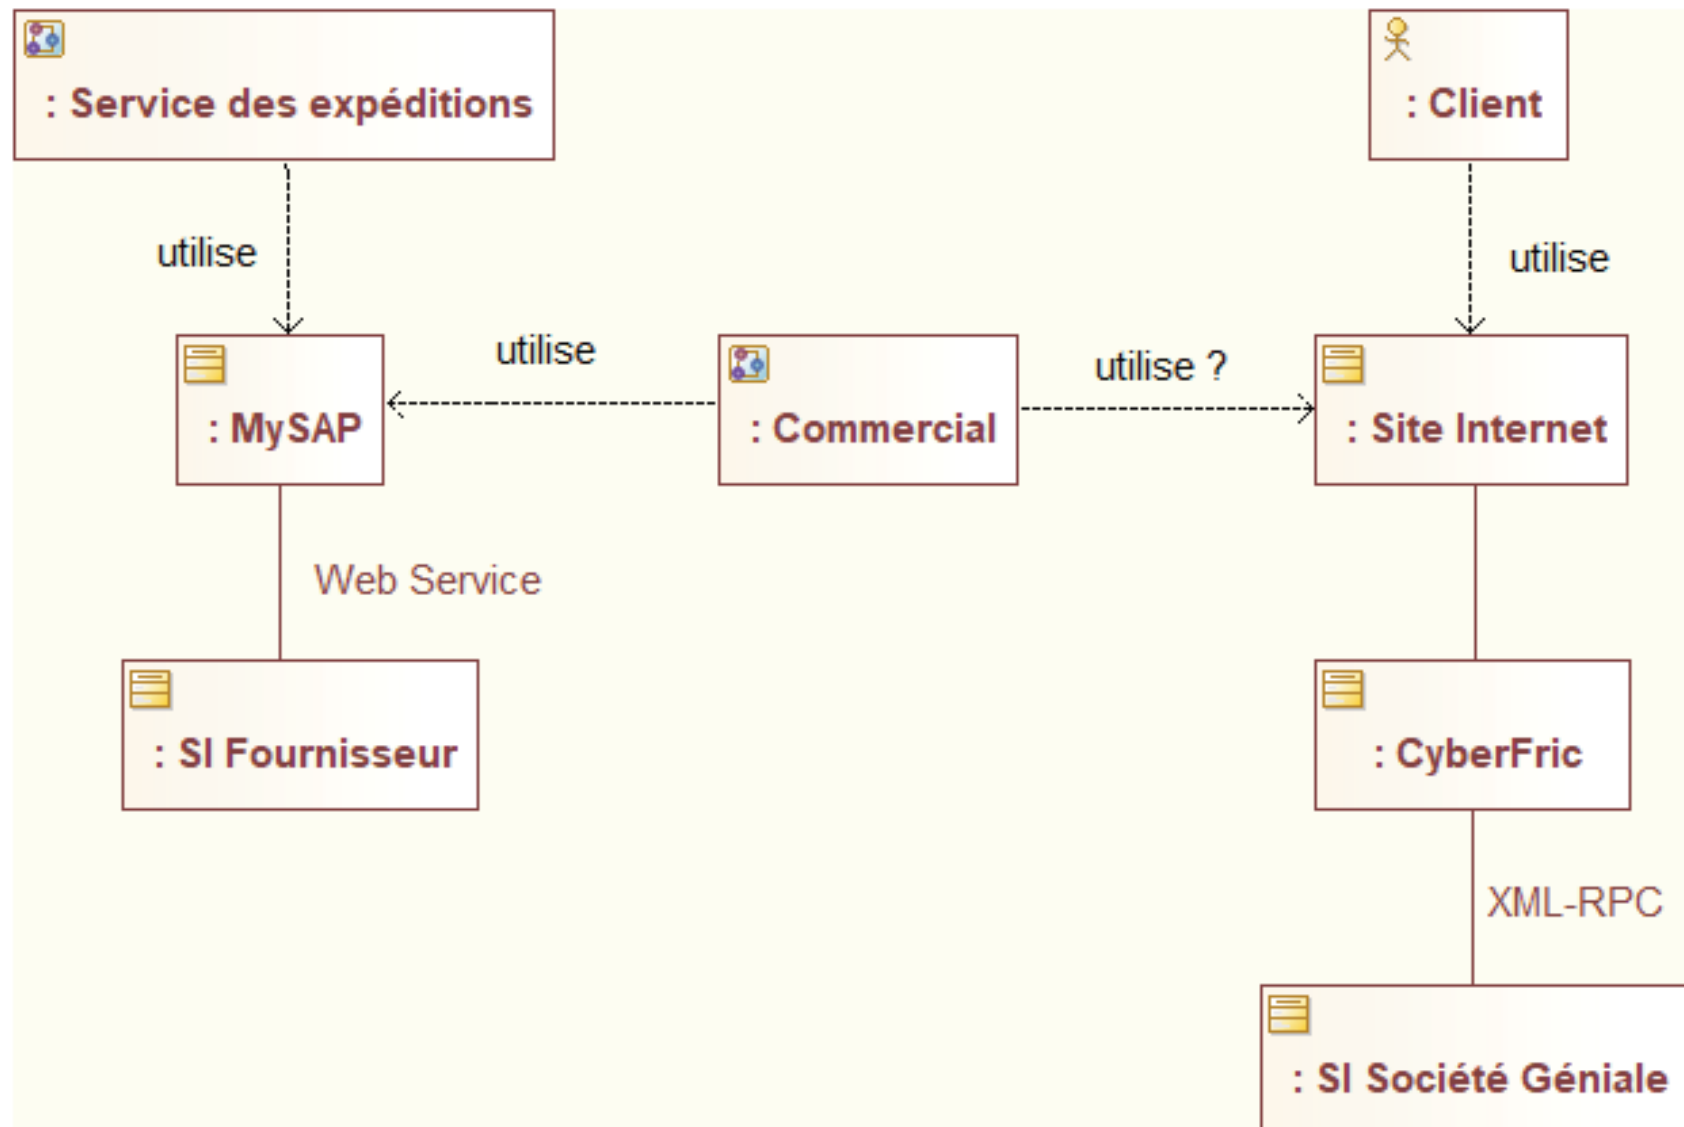 : Service des expéditions
: Client
utilise
utilise
utilise
utilise ?
: MySAP
: Commercial
: Site Internet
Web Service
: SI Fournisseur
: CyberFric
XML-RPC
: SI Société Géniale